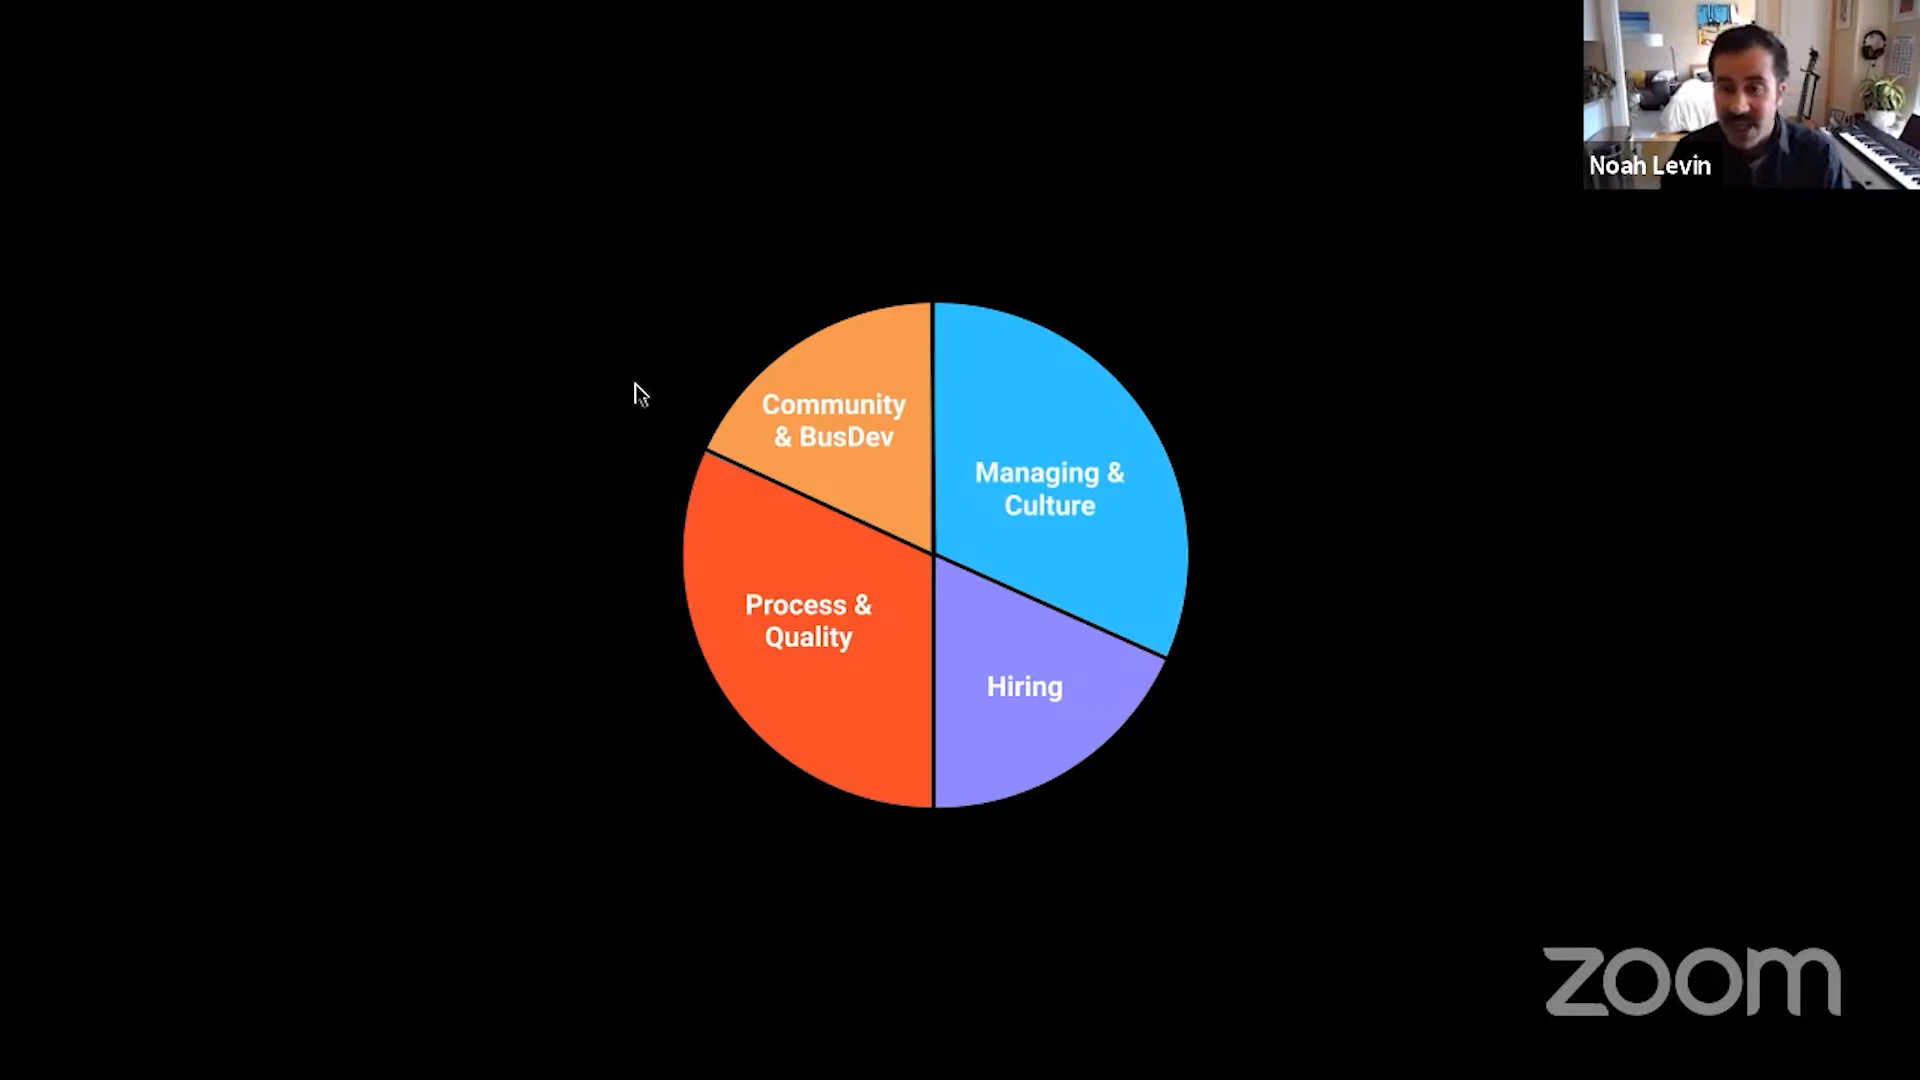 Noah Levin
Community
& BusDev
Managing &
Culture
Process &
Quality
Hiring
zoom